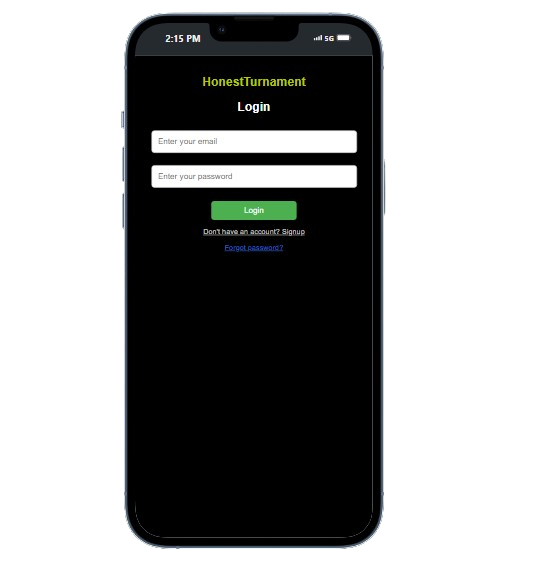 2:15 PM 5G
HonestTurnament
Login
Enter your email
Enter your password
Login
Don't have an account? Signup
Forgot password?